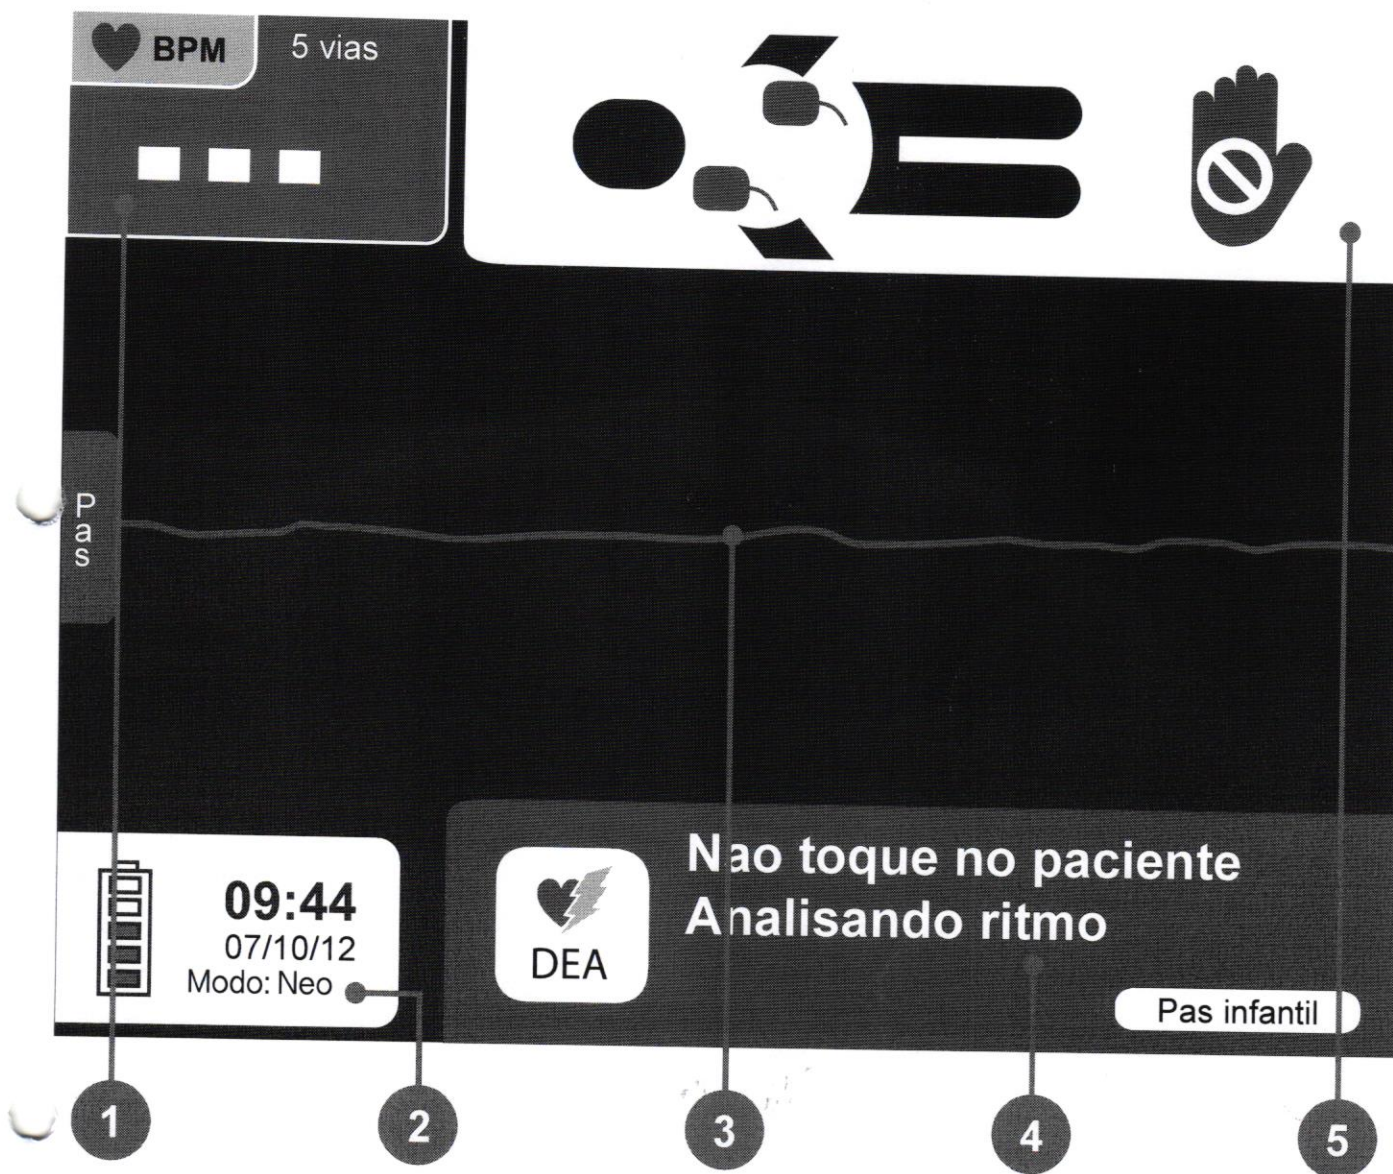 BPM
5 vias
Pas
09:44
07/10/12
Modo: Neo
DEA
Nao toque no paciente
Analisando ritmo
Pas infantil
1
2
3
4
5